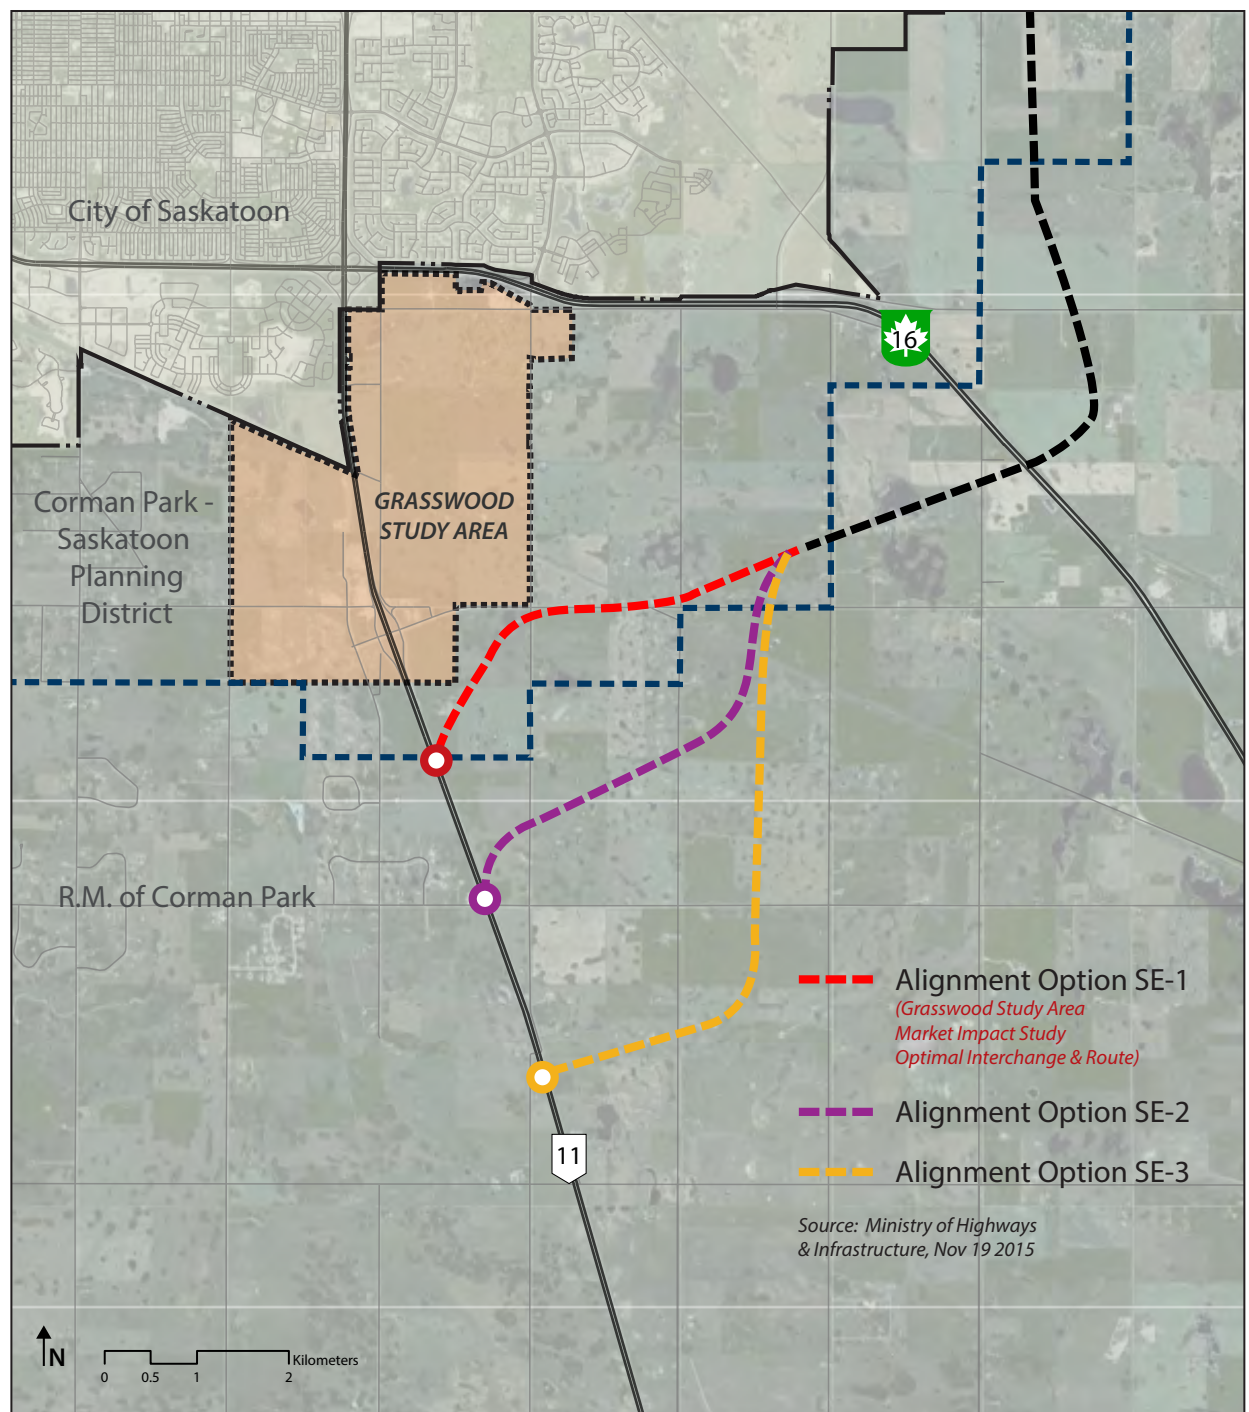 City of Saskatoon
16
Corman Park -
Saskatoon
Planning
District
GRASSWOOD
STUDY AREA
R.M. of Corman Park
Alignment Option SE-1
(Grasswood Study Area
Market Impact Study
Optimal Interchange & Route)
Alignment Option SE-2
Alignment Option SE-3
11
Source: Ministry of Highways
& Infrastructure, Nov 19 2015
N
Kilometers
0 0.5 1 2